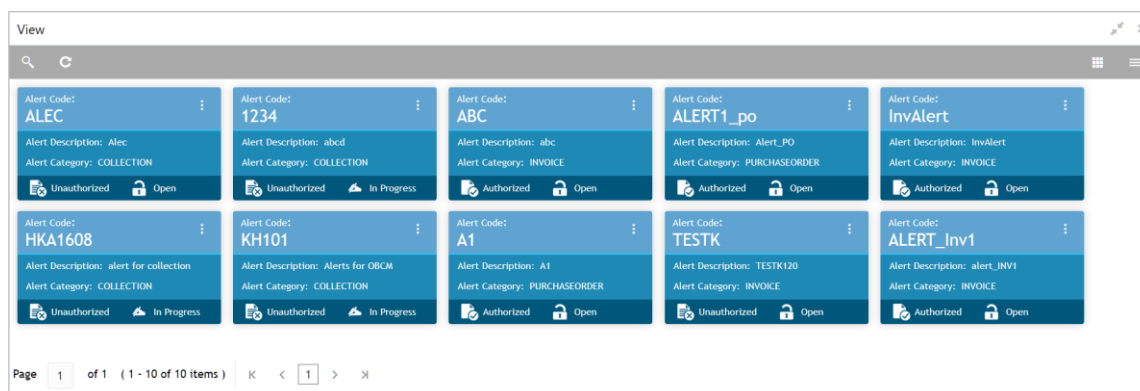 View
Alert Code: Alert Code: Alert Code: Alert Code: Alert Code:
ALEC 1234 ABC ALERT1_po InvAlert
Alert Description: Alec Alert Description: abcd Alert Description: abc Alert Description: Alert_PO Alert Description: InvAlert
Alert Category: COLLECTION Alert Category: COLLECTION Alert Category: INVOICE Alert Category: PURCHASEORDER Alert Category: INVOICE
Unauthorized Open Unauthorized In Progress Authorized Open Authorized Open Authorized Open
Alert Code: Alert Code: Alert Code: Alert Code: Alert Code:
HKA1608 KH101 A1 TESTK ALERT_Inv1
Alert Description: alert for collection Alert Description: Alerts for OBCM Alert Description: A1 Alert Description: TESTK120 Alert Description: alert_INV1
Alert Category: COLLECTION Alert Category: COLLECTION Alert Category: PURCHASEORDER Alert Category: INVOICE Alert Category: INVOICE
Unauthorized In Progress Unauthorized In Progress Authorized Open Unauthorized Open Authorized Open
Page 1 of 1 ( 1 - 10 of 10 items ) 1